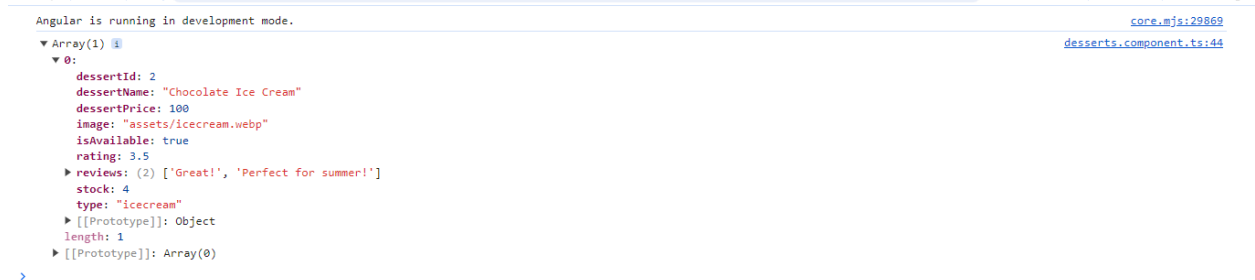 Angular is running in development mode. core.mjs:29869
▼ Array(1) i desserts.component.ts:44
▼ 0:
dessertId: 2
dessertName: "Chocolate Ice Cream"
dessertPrice: 100
image: "assets/icecream.webp"
isAvailable: true
rating: 3.5
▶ reviews: (2) ['Great!', 'Perfect for summer!']
stock: 4
type: "icecream"
▶ [[Prototype]]: Object
length: 1
▶ [[Prototype]]: Array(0)
>